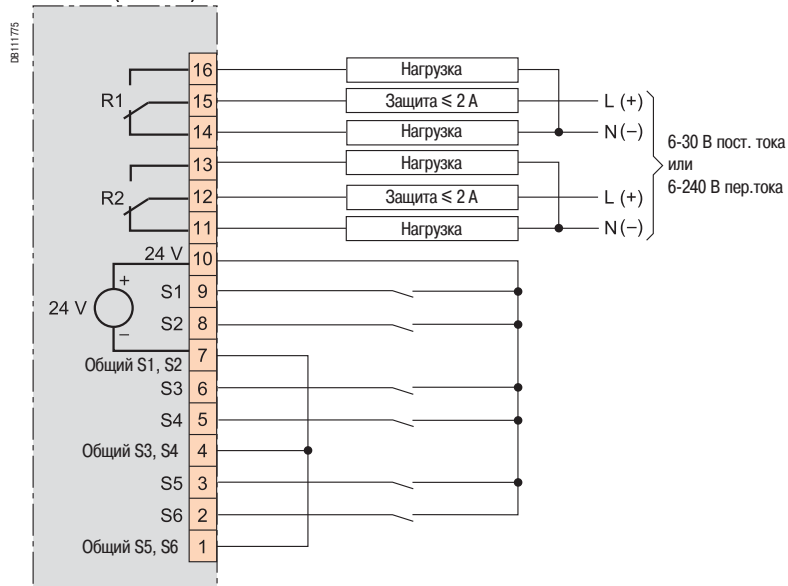 DB111775
16 Нагрузка
R1 15 Защита ⩽ 2 А L (+)
14 Нагрузка N(–)
6-30 В пост. тока
или
6-240 В пер.тока
13 Нагрузка
R2 12 Защита ⩽ 2 А L (+)
11 Нагрузка N(–)
24 V 10
+
24 V
–
S1 9
S2 8
7
Общий S1, S2
S3 6
S4 5
Общий S3, S4 4
S5 3
S6 2
Общий S5, S6 1